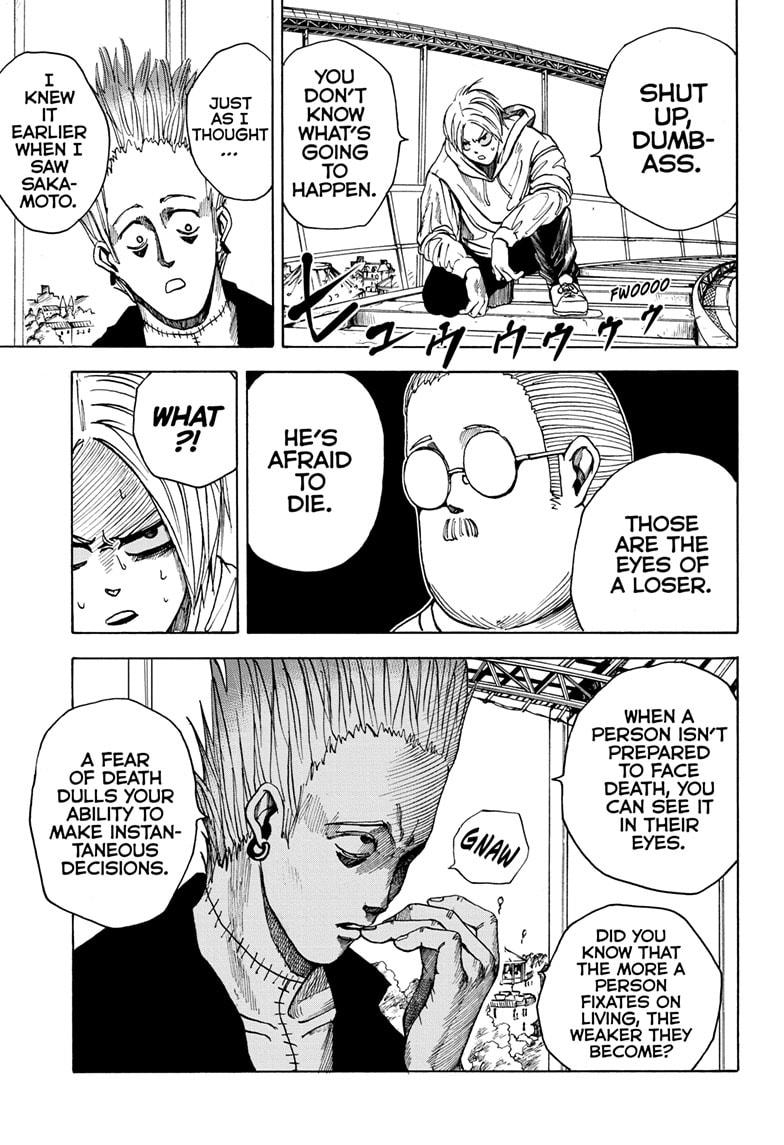 SHUT
UP,
DUMB-
ASS.
YOU
DON'T
KNOW
WHAT'S
GOING
TO
HAPPEN.
FWOOOO
セュウウウゥゥ
JUST
AS I
THOUGHT
...
I
KNEW
IT
EARLIER
WHEN I
SAW
SAKA-
MOTO.
THOSE
ARE THE
EYES OF
A LOSER.
HE'S
AFRAID
TO
DIE.
WHAT
?!
WHEN A
PERSON ISN'T
PREPARED
TO FACE
DEATH, YOU
CAN SEE IT
IN THEIR
EYES.
DID YOU
KNOW THAT
THE MORE A
PERSON
FIXATES ON
LIVING, THE
WEAKER THEY
BECOME?
GNAW
A FEAR
OF DEATH
DULLS YOUR
ABILITY TO
MAKE INSTAN-
TANEOUS
DECISIONS.